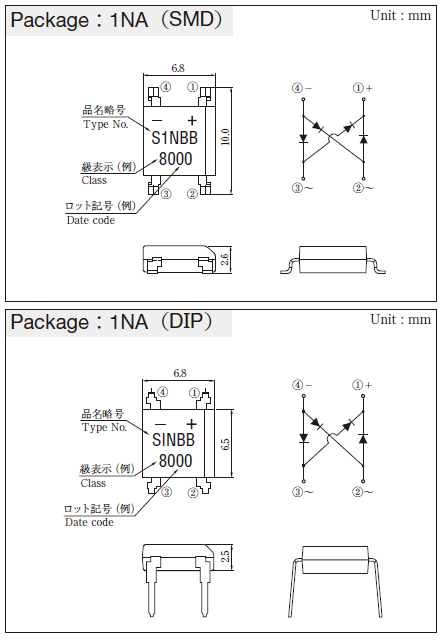 Package：1NA（SMD）
Unit : mm
6.8
④ ①
品名略号
Type No.
− +
S1NBB
8000
10.0
級表示 (例)
Class
③ ②
ロット記号 (例)
Date code
④− ①+
③~ ②~
2.6
Package：1NA（DIP）
Unit : mm
6.8
④ ①
品名略号
Type No.
− +
SINBB
8000
6.5
級表示 (例)
Class
③ ②
ロット記号 (例)
Date code
④− ①+
③~ ②~
2.5